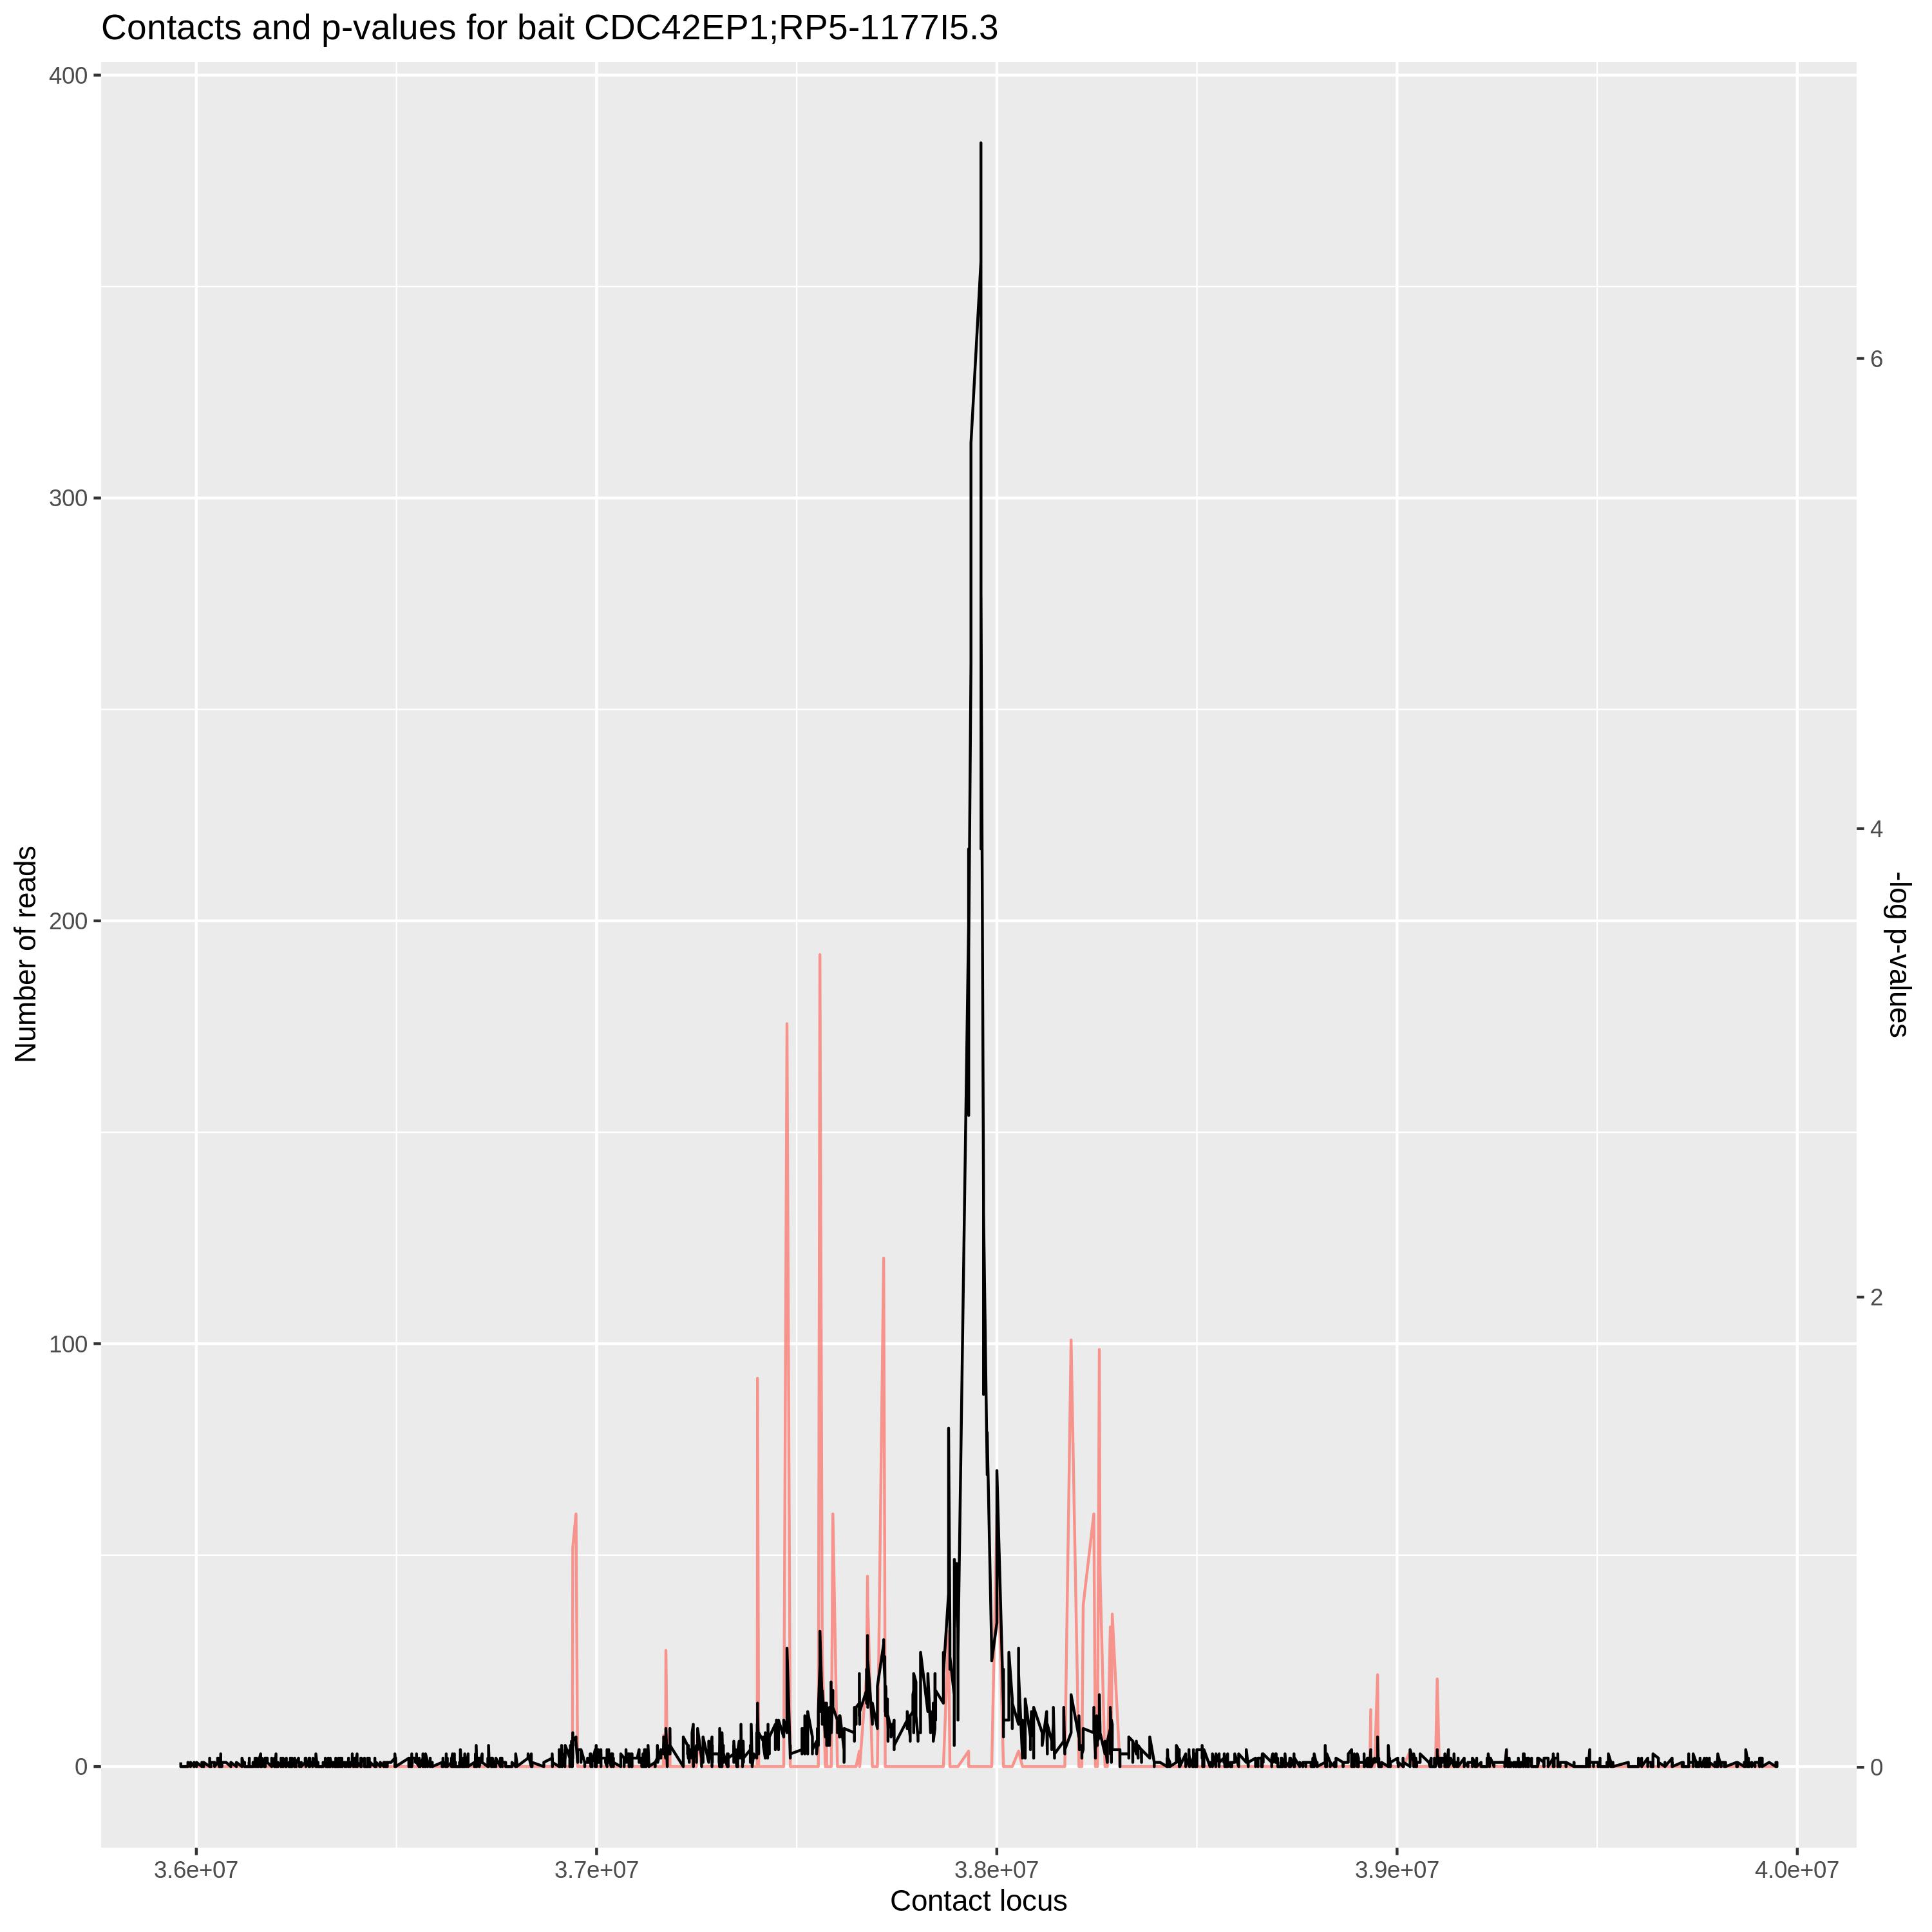 Contacts and p-values for bait CDC42EP1;RP5-1177I5.3
400
300
200
100
0
Number of reads
6
4
2
0
-log p-values
3.6e+07 3.7e+07 3.8e+07 3.9e+07 4.0e+07
Contact locus